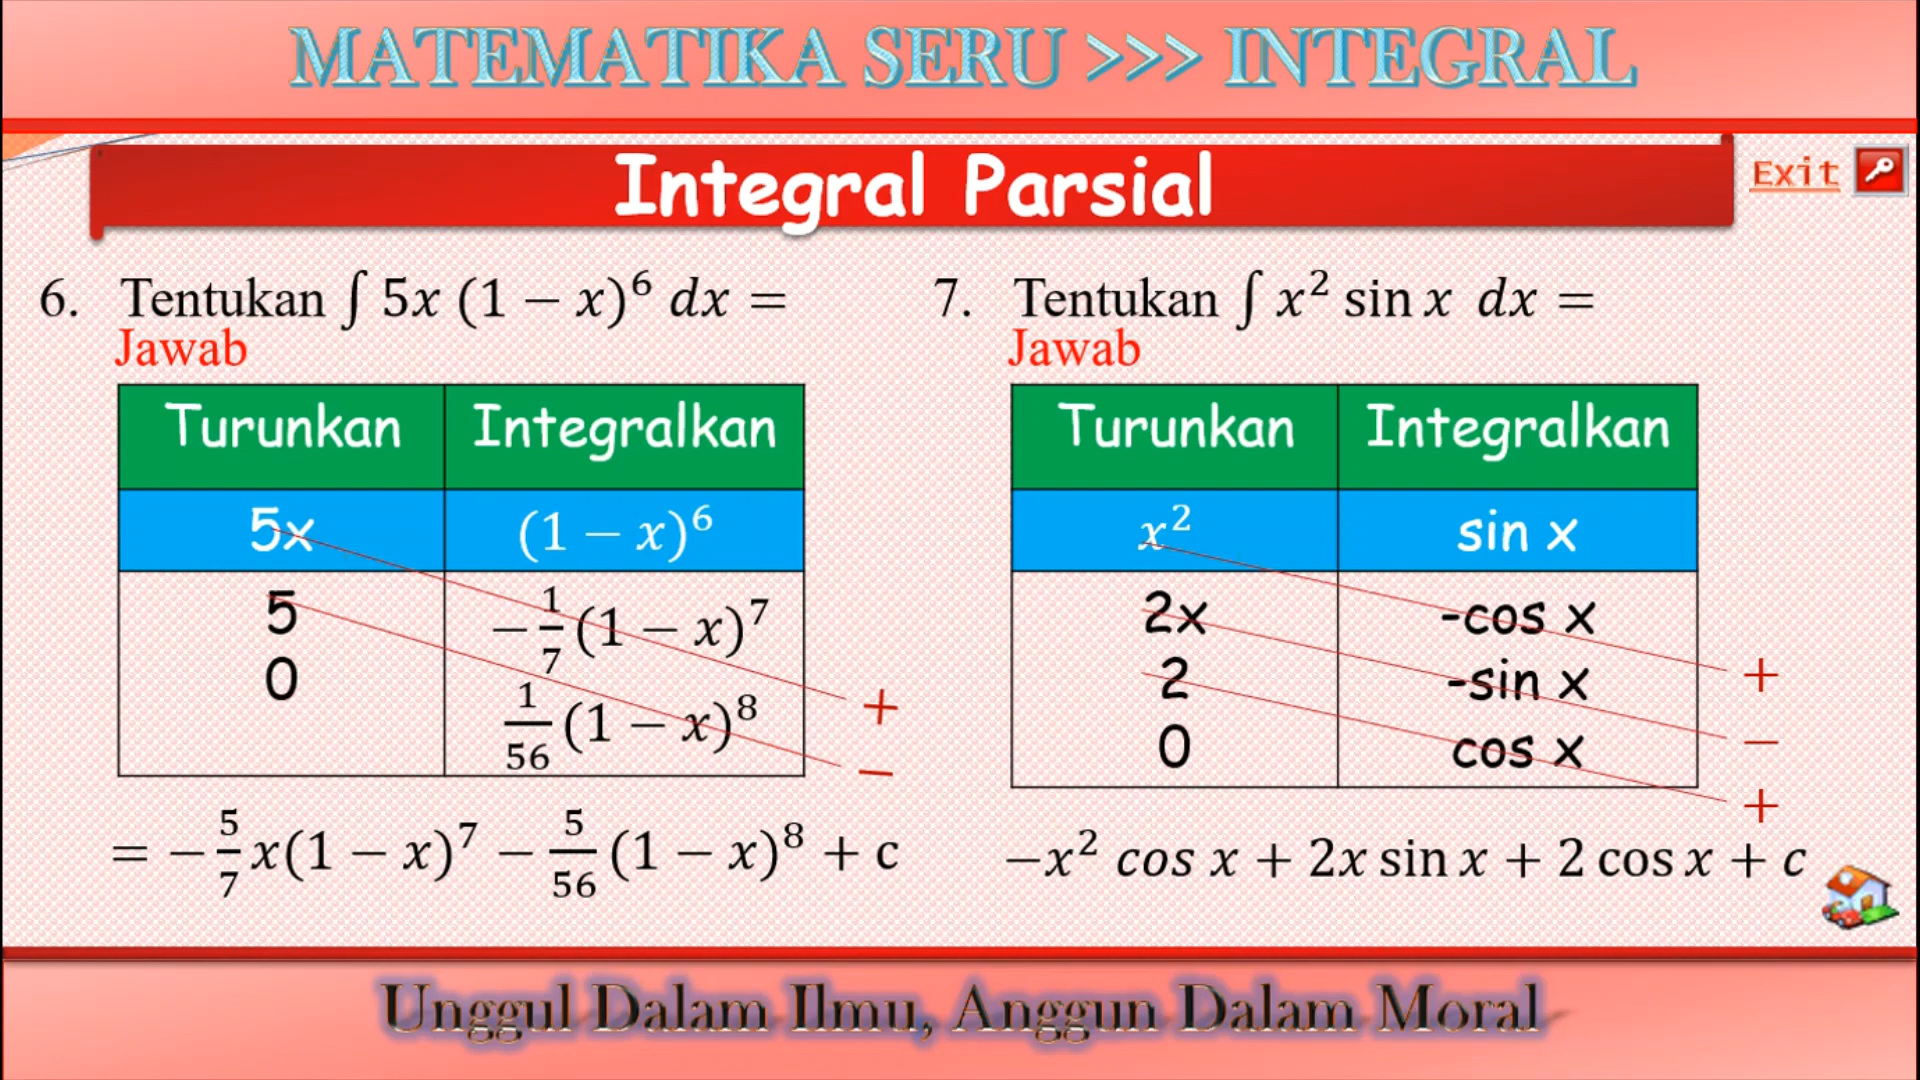 MATEMATIKA SERU >>> INTEGRAL
Integral Parsial
Exit
6. Tentukan ∫ 5x (1 − x)⁶ dx =
Jawab
Turunkan Integralkan
5x (1 − x)⁶
5 −1/7(1 − x)⁷
0 1/56(1 − x)⁸
+
−
= −5/7x(1 − x)⁷ − 5/56(1 − x)⁸ + c
7. Tentukan ∫ x² sin x dx =
Jawab
Turunkan Integralkan
x² sin x
2x -cos x
2 -sin x
0 cos x
+
−
+
−x² cos x + 2x sin x + 2 cos x + c
Unggul Dalam Ilmu, Anggun Dalam Moral